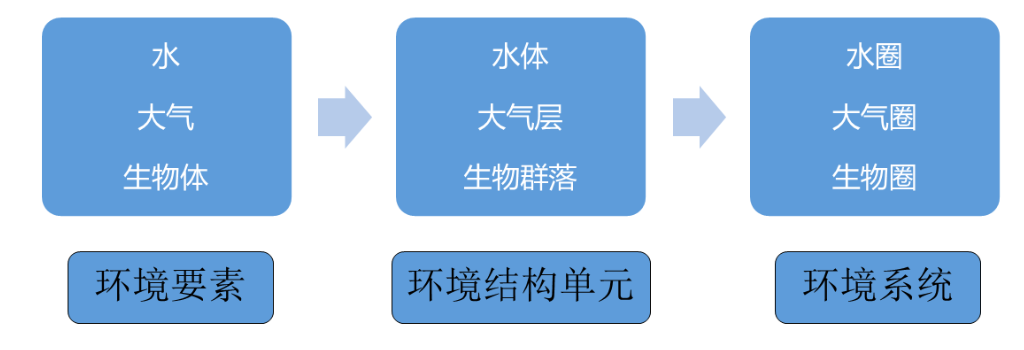 水
大气
生物体
水体
大气层
生物群落
水圈
大气圈
生物圈
环境要素
环境结构单元
环境系统